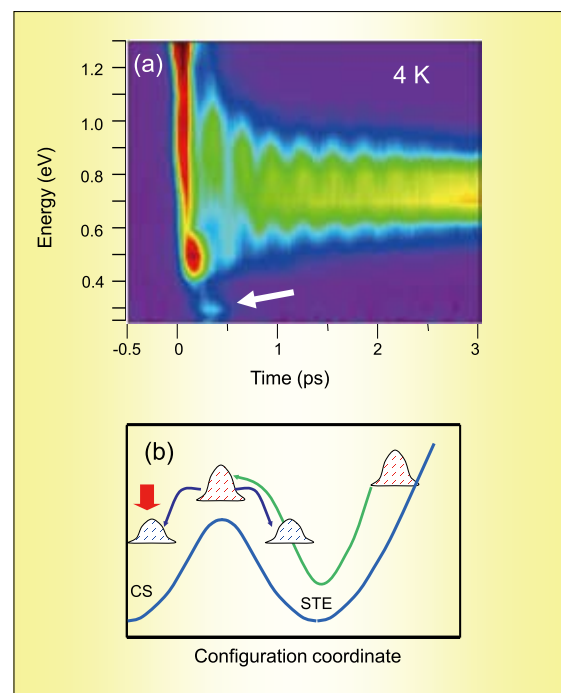 (a)
4 K
1.2
1.0
0.8
0.6
0.4
Energy (eV)
-0.5 0 1 2 3
Time (ps)
(b)
CS
STE
Configuration coordinate